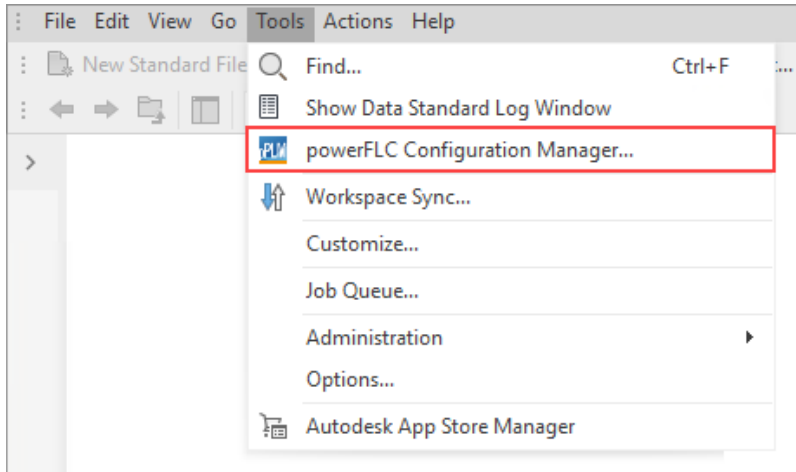 File Edit View Go Tools Actions Help
New Standard File
Find... Ctrl+F
Show Data Standard Log Window
powerFLC Configuration Manager...
Workspace Sync...
Customize...
Job Queue...
Administration
Options...
Autodesk App Store Manager